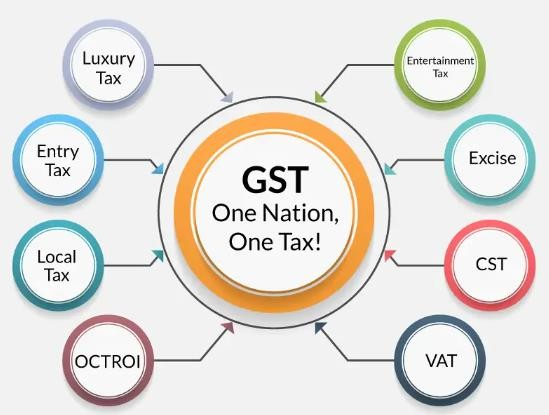 Luxury
Tax
Entertainment
Tax
Entry
Tax
Excise
GST
One Nation,
One Tax!
Local
Tax
CST
OCTROI
VAT